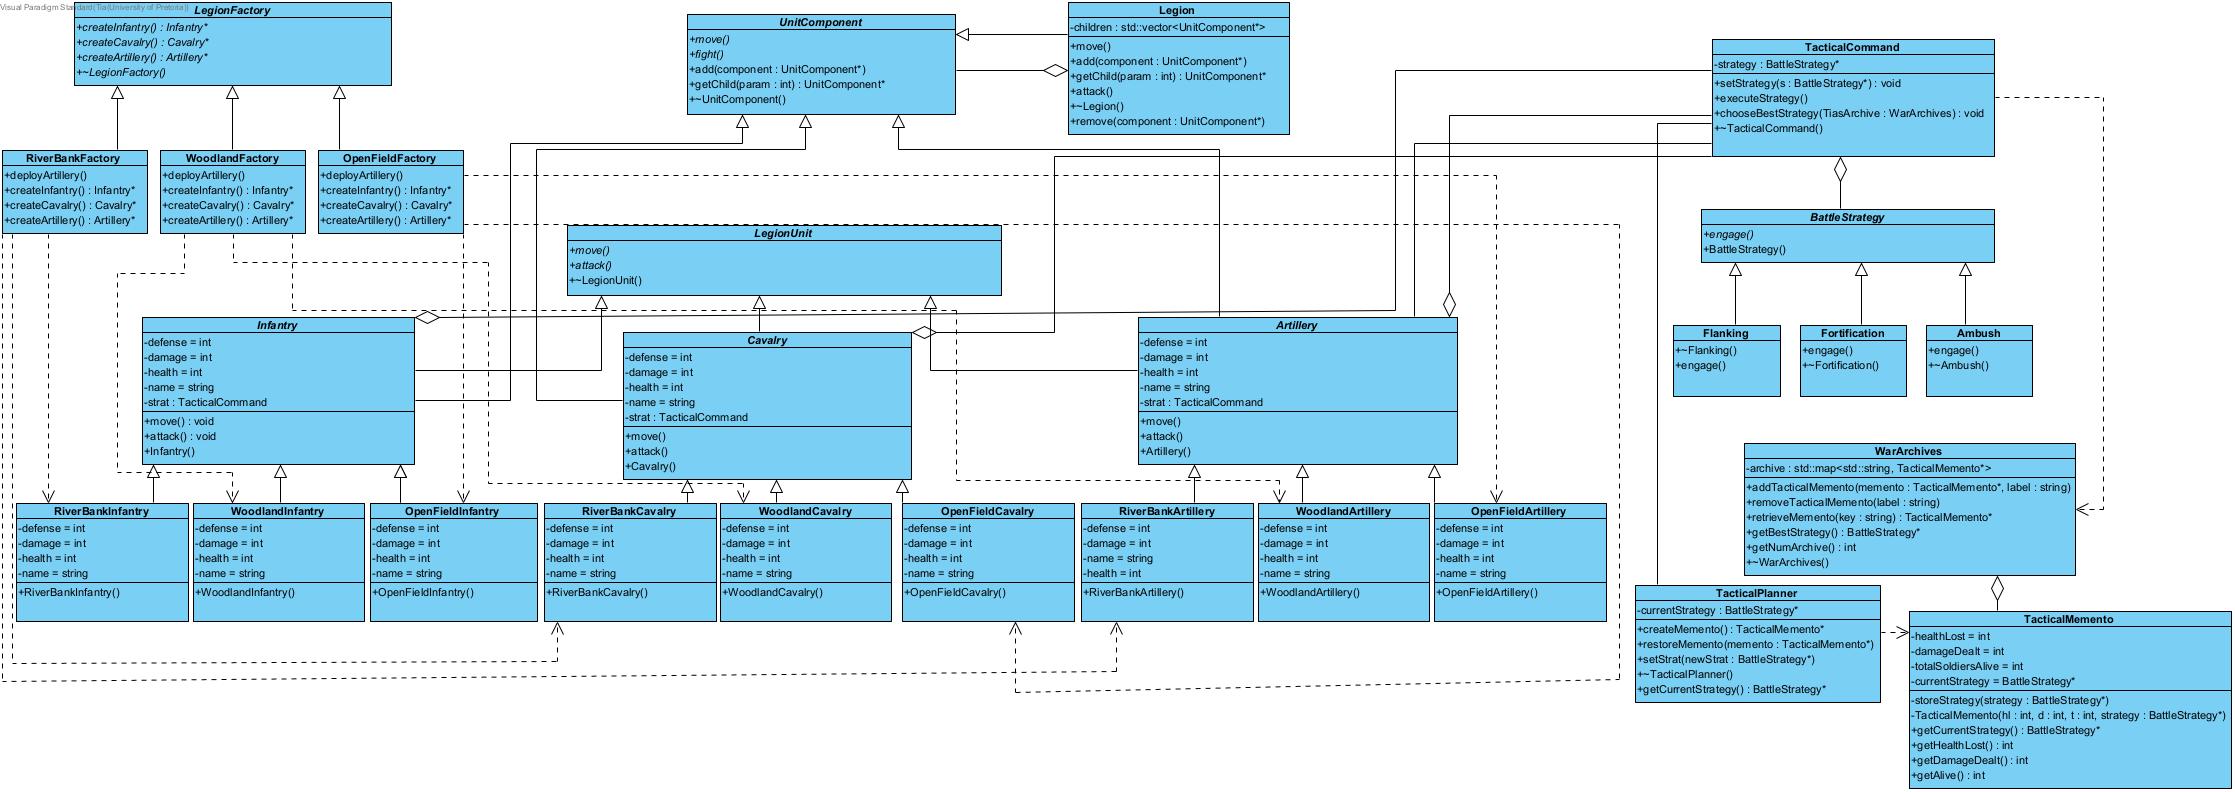 Visual Paradigm Standard(Tia(University of Pretoria))
LegionFactory
+createInfantry() : Infantry*
+createCavalry() : Cavalry*
+createArtillery() : Artillery*
+~LegionFactory()
UnitComponent
+move()
+fight()
+add(component : UnitComponent*)
+getChild(param : int) : UnitComponent*
+~UnitComponent()
Legion
-children : std::vector<UnitComponent*>
+move()
+add(component : UnitComponent*)
+getChild(param : int) : UnitComponent*
+attack()
+~Legion()
+remove(component : UnitComponent*)
TacticalCommand
-strategy : BattleStrategy*
+setStrategy(s : BattleStrategy*) : void
+executeStrategy()
+chooseBestStrategy(TiasArchive : WarArchives) : void
+~TacticalCommand()
RiverBankFactory
+deployArtillery()
+createInfantry() : Infantry*
+createCavalry() : Cavalry*
+createArtillery() : Artillery*
WoodlandFactory
+deployArtillery()
+createInfantry() : Infantry*
+createCavalry() : Cavalry*
+createArtillery() : Artillery*
OpenFieldFactory
+deployArtillery()
+createInfantry() : Infantry*
+createCavalry() : Cavalry*
+createArtillery() : Artillery*
LegionUnit
+move()
+attack()
+~LegionUnit()
BattleStrategy
+engage()
+BattleStrategy()
Infantry
-defense = int
-damage = int
-health = int
-name = string
-strat : TacticalCommand
+move() : void
+attack() : void
+Infantry()
Cavalry
-defense = int
-damage = int
-health = int
-name = string
-strat : TacticalCommand
+move()
+attack()
+Cavalry()
Artillery
-defense = int
-damage = int
-health = int
-name = string
-strat : TacticalCommand
+move()
+attack()
+Artillery()
Flanking
+~Flanking()
+engage()
Fortification
+engage()
+~Fortification()
Ambush
+engage()
+~Ambush()
WarArchives
-archive : std::map<std::string, TacticalMemento*>
+addTacticalMemento(memento : TacticalMemento*, label : string)
+removeTacticalMemento(label : string)
+retrieveMemento(key : string) : TacticalMemento*
+getBestStrategy() : BattleStrategy*
+getNumArchive() : int
+~WarArchives()
RiverBankInfantry
-defense = int
-damage = int
-health = int
-name = string
+RiverBankInfantry()
WoodlandInfantry
-defense = int
-damage = int
-health = int
-name = string
+WoodlandInfantry()
OpenFieldInfantry
-defense = int
-damage = int
-health = int
-name = string
+OpenFieldInfantry()
RiverBankCavalry
-defense = int
-damage = int
-health = int
-name = string
+RiverBankCavalry()
WoodlandCavalry
-defense = int
-damage = int
-health = int
-name = string
+WoodlandCavalry()
OpenFieldCavalry
-defense = int
-damage = int
-health = int
-name = string
+OpenFieldCavalry()
RiverBankArtillery
-defense = int
-damage = int
-name = string
-health = int
+RiverBankArtillery()
WoodlandArtillery
-defense = int
-damage = int
-health = int
-name = string
+WoodlandArtillery()
OpenFieldArtillery
-defense = int
-damage = int
-health = int
-name = string
+OpenFieldArtillery()
TacticalPlanner
-currentStrategy : BattleStrategy*
+createMemento() : TacticalMemento*
+restoreMemento(memento : TacticalMemento*)
+setStrat(newStrat : BattleStrategy*)
+~TacticalPlanner()
+getCurrentStrategy() : BattleStrategy*
TacticalMemento
-healthLost = int
-damageDealt = int
-totalSoldiersAlive = int
-currentStrategy = BattleStrategy*
-storeStrategy(strategy : BattleStrategy*)
-TacticalMemento(hl : int, d : int, t : int, strategy : BattleStrategy*)
+getCurrentStrategy() : BattleStrategy*
+getHealthLost() : int
+getDamageDealt() : int
+getAlive() : int